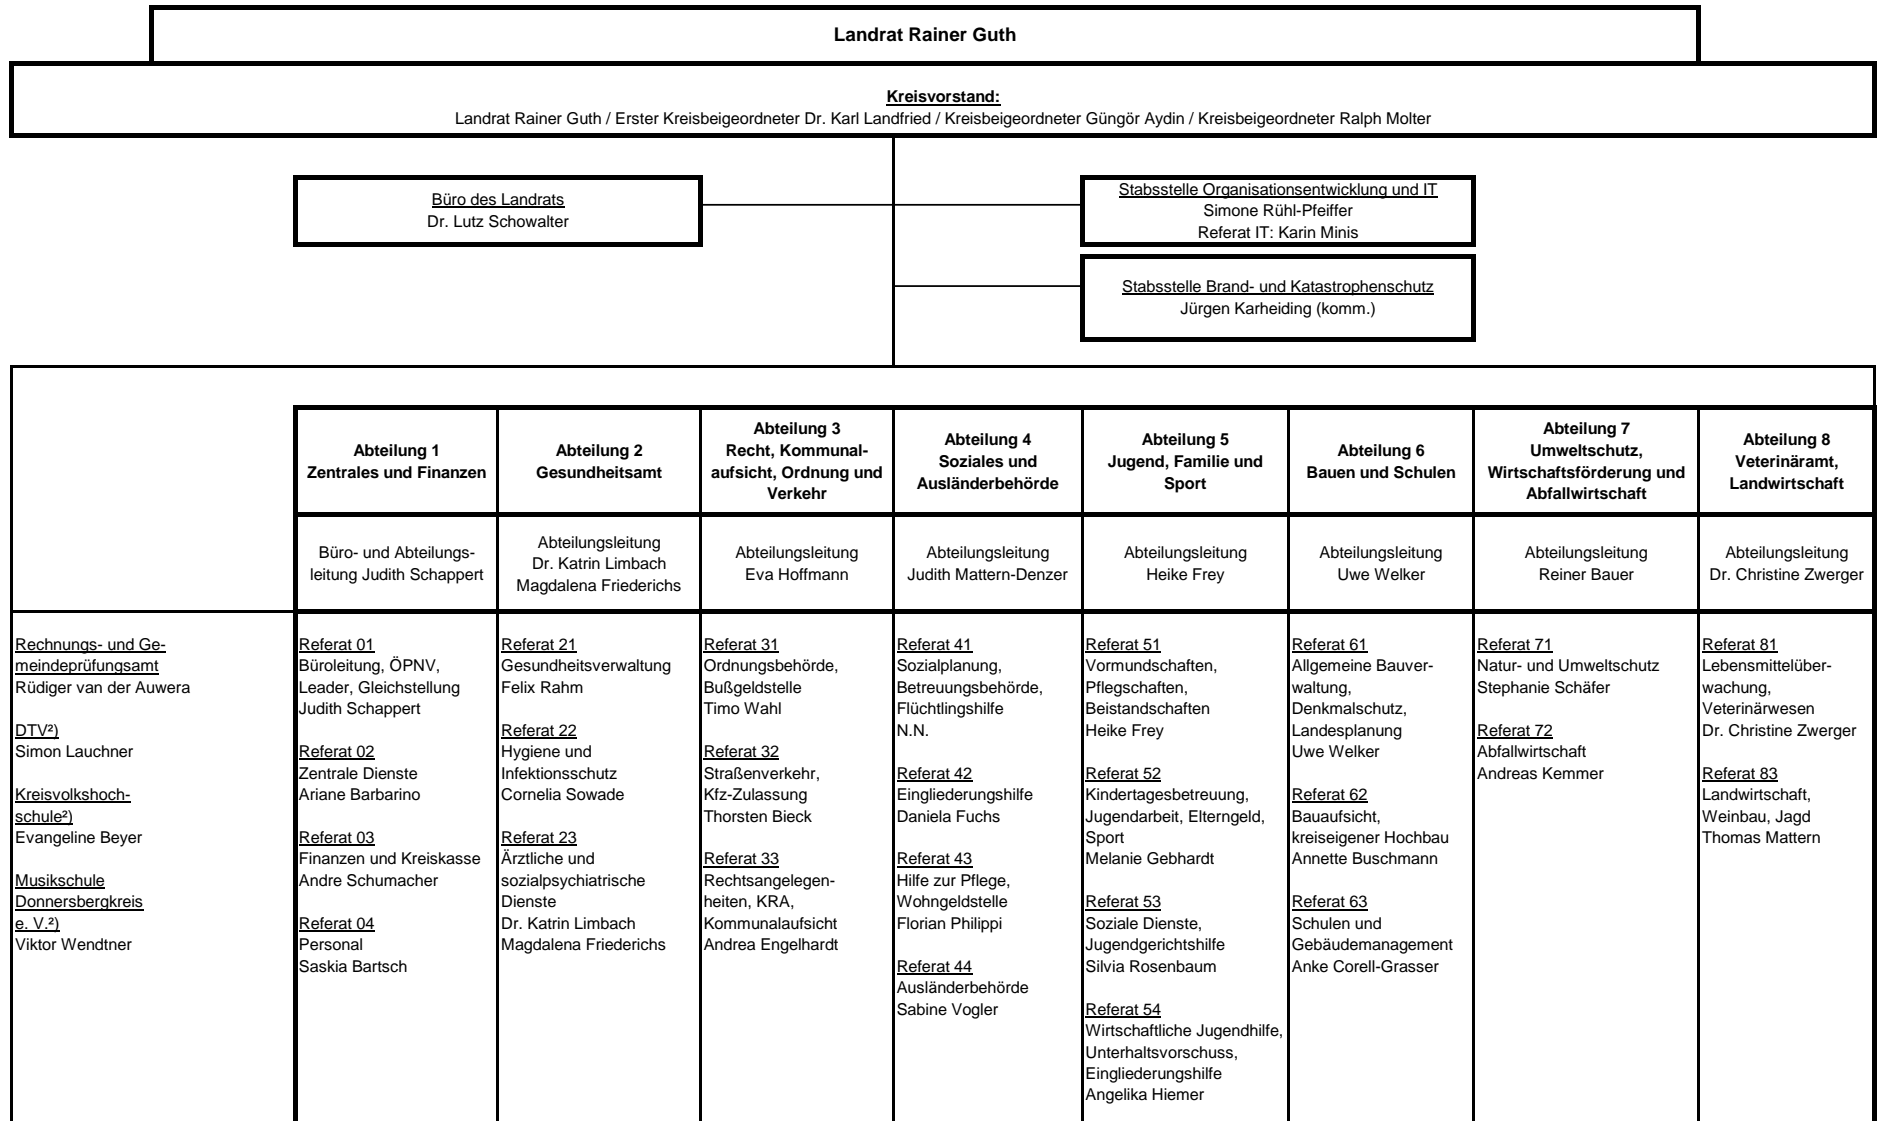 Landrat Rainer Guth
Kreisvorstand:
Landrat Rainer Guth / Erster Kreisbeigeordneter Dr. Karl Landfried / Kreisbeigeordneter Güngör Aydin / Kreisbeigeordneter Ralph Molter
Büro des Landrats
Dr. Lutz Schowalter
Stabsstelle Organisationsentwicklung und IT
Simone Rühl-Pfeiffer
Referat IT: Karin Minis
Stabsstelle Brand- und Katastrophenschutz
Jürgen Karheiding (komm.)
Abteilung 1
Zentrales und Finanzen
Abteilung 2
Gesundheitsamt
Abteilung 3
Recht, Kommunal-
aufsicht, Ordnung und
Verkehr
Abteilung 4
Soziales und
Ausländerbehörde
Abteilung 5
Jugend, Familie und
Sport
Abteilung 6
Bauen und Schulen
Abteilung 7
Umweltschutz,
Wirtschaftsförderung und
Abfallwirtschaft
Abteilung 8
Veterinäramt,
Landwirtschaft
Büro- und Abteilungs-
leitung Judith Schappert
Abteilungsleitung
Dr. Katrin Limbach
Magdalena Friederichs
Abteilungsleitung
Eva Hoffmann
Abteilungsleitung
Judith Mattern-Denzer
Abteilungsleitung
Heike Frey
Abteilungsleitung
Uwe Welker
Abteilungsleitung
Reiner Bauer
Abteilungsleitung
Dr. Christine Zwerger
Rechnungs- und Ge-
meindeprüfungsamt
Rüdiger van der Auwera
DTV²)
Simon Lauchner
Kreisvolkshoch-
schule²)
Evangeline Beyer
Musikschule
Donnersbergkreis
e. V.²)
Viktor Wendtner
Referat 01
Büroleitung, ÖPNV,
Leader, Gleichstellung
Judith Schappert
Referat 02
Zentrale Dienste
Ariane Barbarino
Referat 03
Finanzen und Kreiskasse
Andre Schumacher
Referat 04
Personal
Saskia Bartsch
Referat 21
Gesundheitsverwaltung
Felix Rahm
Referat 22
Hygiene und
Infektionsschutz
Cornelia Sowade
Referat 23
Ärztliche und
sozialpsychiatrische
Dienste
Dr. Katrin Limbach
Magdalena Friederichs
Referat 31
Ordnungsbehörde,
Bußgeldstelle
Timo Wahl
Referat 32
Straßenverkehr,
Kfz-Zulassung
Thorsten Bieck
Referat 33
Rechtsangelegen-
heiten, KRA,
Kommunalaufsicht
Andrea Engelhardt
Referat 41
Sozialplanung,
Betreuungsbehörde,
Flüchtlingshilfe
N.N.
Referat 42
Eingliederungshilfe
Daniela Fuchs
Referat 43
Hilfe zur Pflege,
Wohngeldstelle
Florian Philippi
Referat 44
Ausländerbehörde
Sabine Vogler
Referat 51
Vormundschaften,
Pflegschaften,
Beistandschaften
Heike Frey
Referat 52
Kindertagesbetreuung,
Jugendarbeit, Elterngeld,
Sport
Melanie Gebhardt
Referat 53
Soziale Dienste,
Jugendgerichtshilfe
Silvia Rosenbaum
Referat 54
Wirtschaftliche Jugendhilfe,
Unterhaltsvorschuss,
Eingliederungshilfe
Angelika Hiemer
Referat 61
Allgemeine Bauver-
waltung,
Denkmalschutz,
Landesplanung
Uwe Welker
Referat 62
Bauaufsicht,
kreiseigener Hochbau
Annette Buschmann
Referat 63
Schulen und
Gebäudemanagement
Anke Corell-Grasser
Referat 71
Natur- und Umweltschutz
Stephanie Schäfer
Referat 72
Abfallwirtschaft
Andreas Kemmer
Referat 81
Lebensmittelüber-
wachung,
Veterinärwesen
Dr. Christine Zwerger
Referat 83
Landwirtschaft,
Weinbau, Jagd
Thomas Mattern